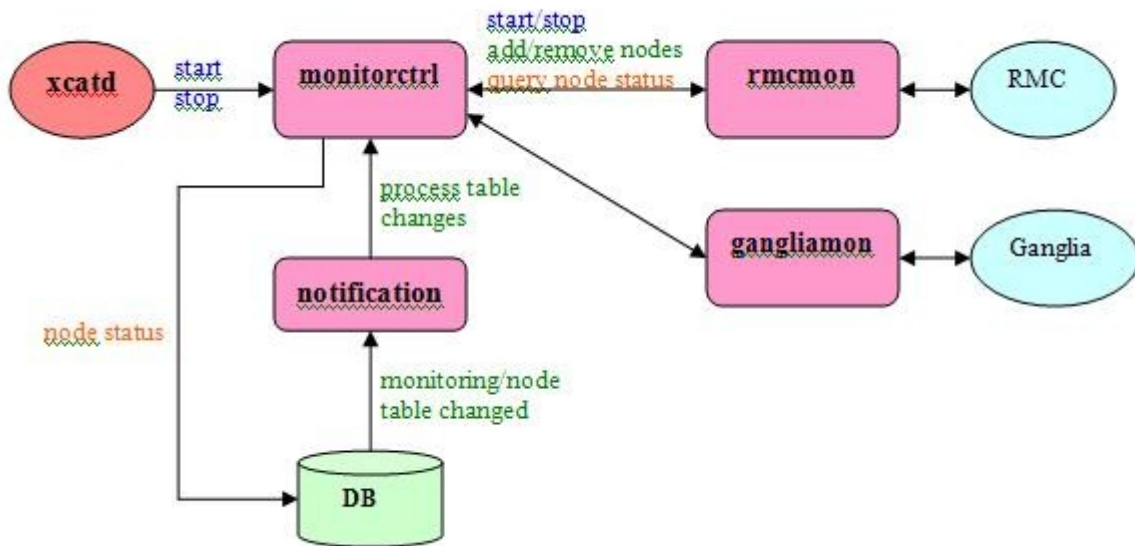 xcatd
start
stop
monitorctrl
start/stop
add/remove nodes
query node status
rmcmon
RMC
process table
changes
gangliamon
Ganglia
notification
node status
monitoring/node
table changed
DB